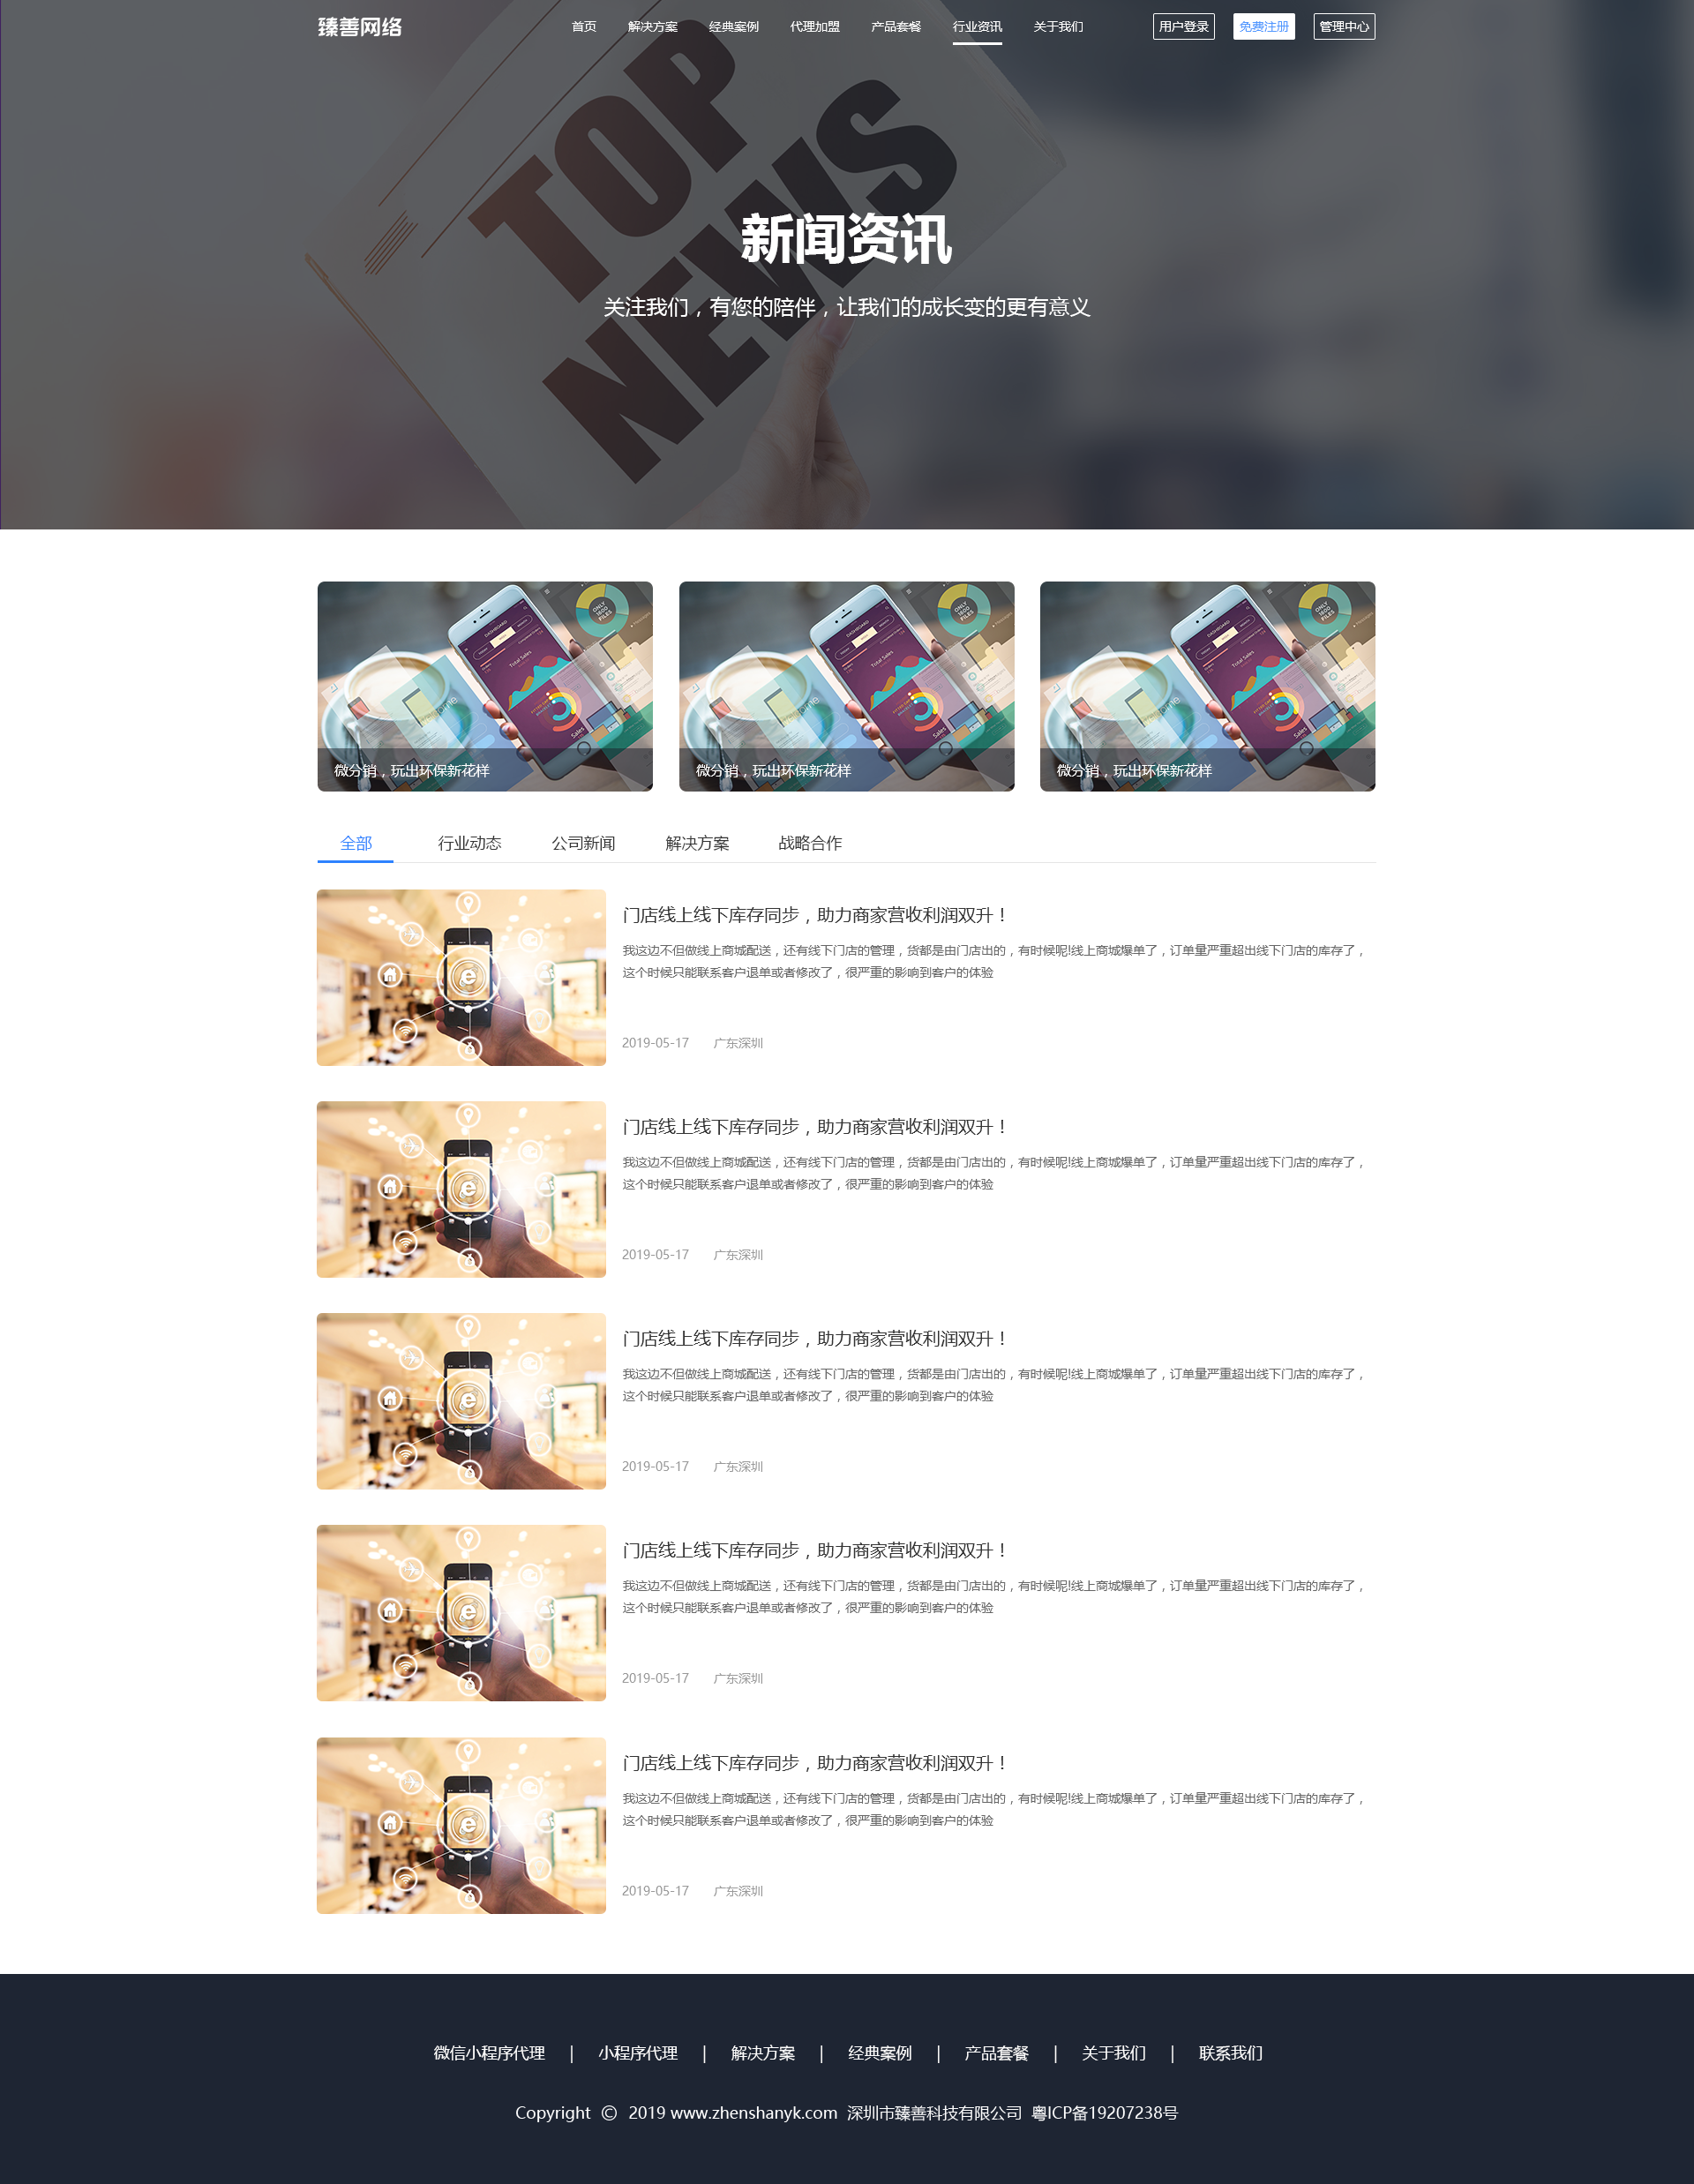 臻善网络
首页 解决方案 经典案例 代理加盟 产品套餐 行业资讯 关于我们 用户登录 免费注册 管理中心
TOP
NEWS
新闻资讯
关注我们，有您的陪伴，让我们的成长变的更有意义
ONLY 1600 FILES
DASHBOARD
Total Sales
Sales
微分销，玩出环保新花样
ONLY 1600 FILES
DASHBOARD
Total Sales
Sales
微分销，玩出环保新花样
ONLY 1600 FILES
DASHBOARD
Total Sales
Sales
微分销，玩出环保新花样
全部 行业动态 公司新闻 解决方案 战略合作
门店线上线下库存同步，助力商家营收利润双升！
我这边不但做线上商城配送，还有线下门店的管理，货都是由门店出的，有时候呢!线上商城爆单了，订单量严重超出线下门店的库存了，
这个时候只能联系客户退单或者修改了，很严重的影响到客户的体验
2019-05-17 广东深圳
门店线上线下库存同步，助力商家营收利润双升！
我这边不但做线上商城配送，还有线下门店的管理，货都是由门店出的，有时候呢!线上商城爆单了，订单量严重超出线下门店的库存了，
这个时候只能联系客户退单或者修改了，很严重的影响到客户的体验
2019-05-17 广东深圳
门店线上线下库存同步，助力商家营收利润双升！
我这边不但做线上商城配送，还有线下门店的管理，货都是由门店出的，有时候呢!线上商城爆单了，订单量严重超出线下门店的库存了，
这个时候只能联系客户退单或者修改了，很严重的影响到客户的体验
2019-05-17 广东深圳
门店线上线下库存同步，助力商家营收利润双升！
我这边不但做线上商城配送，还有线下门店的管理，货都是由门店出的，有时候呢!线上商城爆单了，订单量严重超出线下门店的库存了，
这个时候只能联系客户退单或者修改了，很严重的影响到客户的体验
2019-05-17 广东深圳
门店线上线下库存同步，助力商家营收利润双升！
我这边不但做线上商城配送，还有线下门店的管理，货都是由门店出的，有时候呢!线上商城爆单了，订单量严重超出线下门店的库存了，
这个时候只能联系客户退单或者修改了，很严重的影响到客户的体验
2019-05-17 广东深圳
微信小程序代理 | 小程序代理 | 解决方案 | 经典案例 | 产品套餐 | 关于我们 | 联系我们
Copyright © 2019 www.zhenshanyk.com 深圳市臻善科技有限公司 粤ICP备19207238号